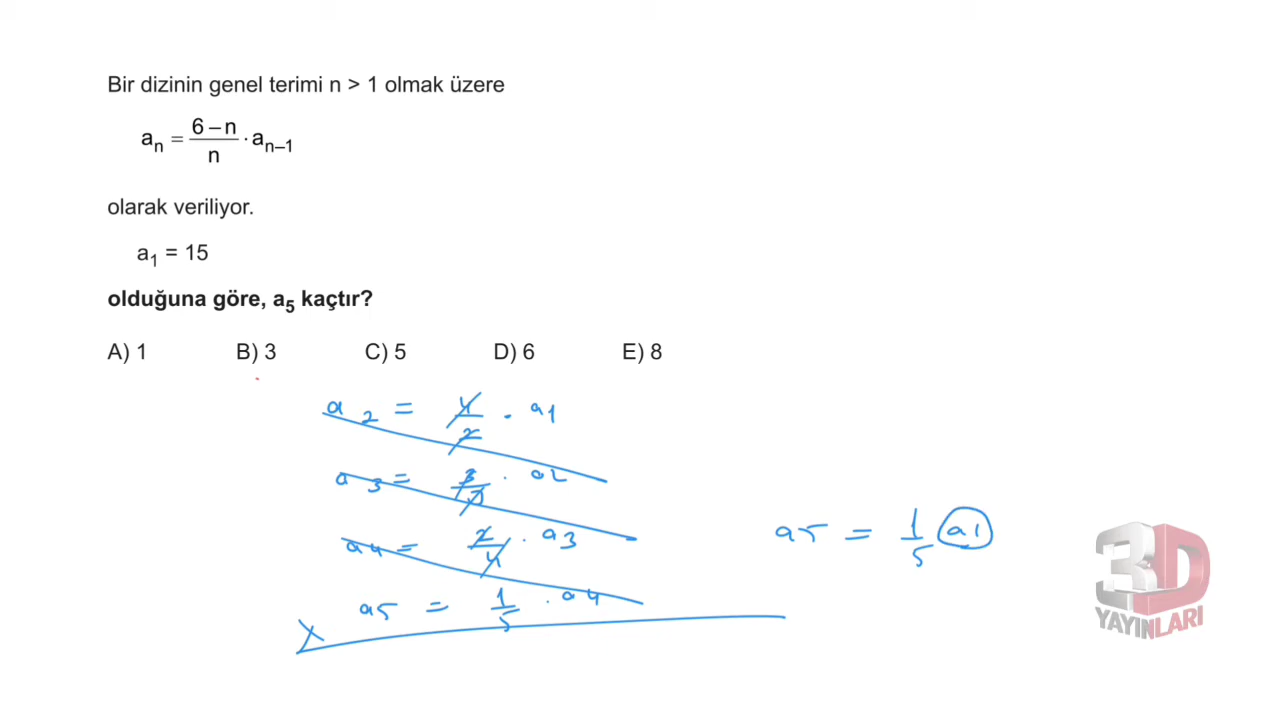 Bir dizinin genel terimi n > 1 olmak üzere
aₙ = (6 – n)/n · aₙ₋₁
olarak veriliyor.
a₁ = 15
olduğuna göre, a₅ kaçtır?
A) 1 B) 3 C) 5 D) 6 E) 8
a2 = 4/2 . a1
a3 = 3/3 . a2
a4 = 2/4 . a3
a5 = 1/5 . a4
x
a5 = 1/5 a1
3D
YAYINLARI